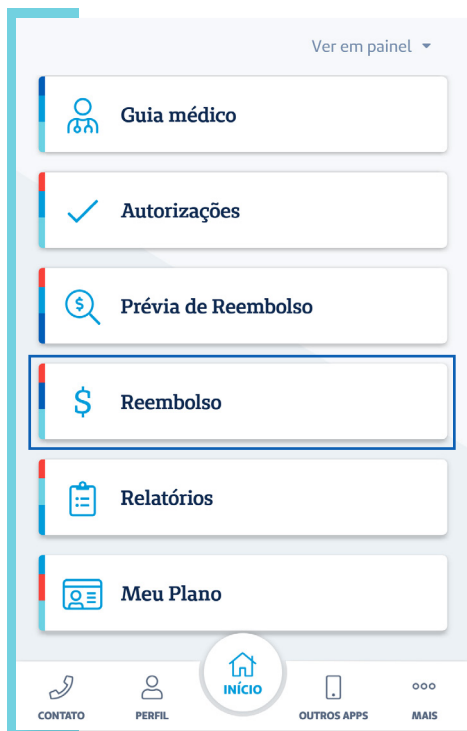 Ver em painel
Guia médico
Autorizações
Prévia de Reembolso
Reembolso
Relatórios
Meu Plano
CONTATO PERFIL INÍCIO OUTROS APPS MAIS